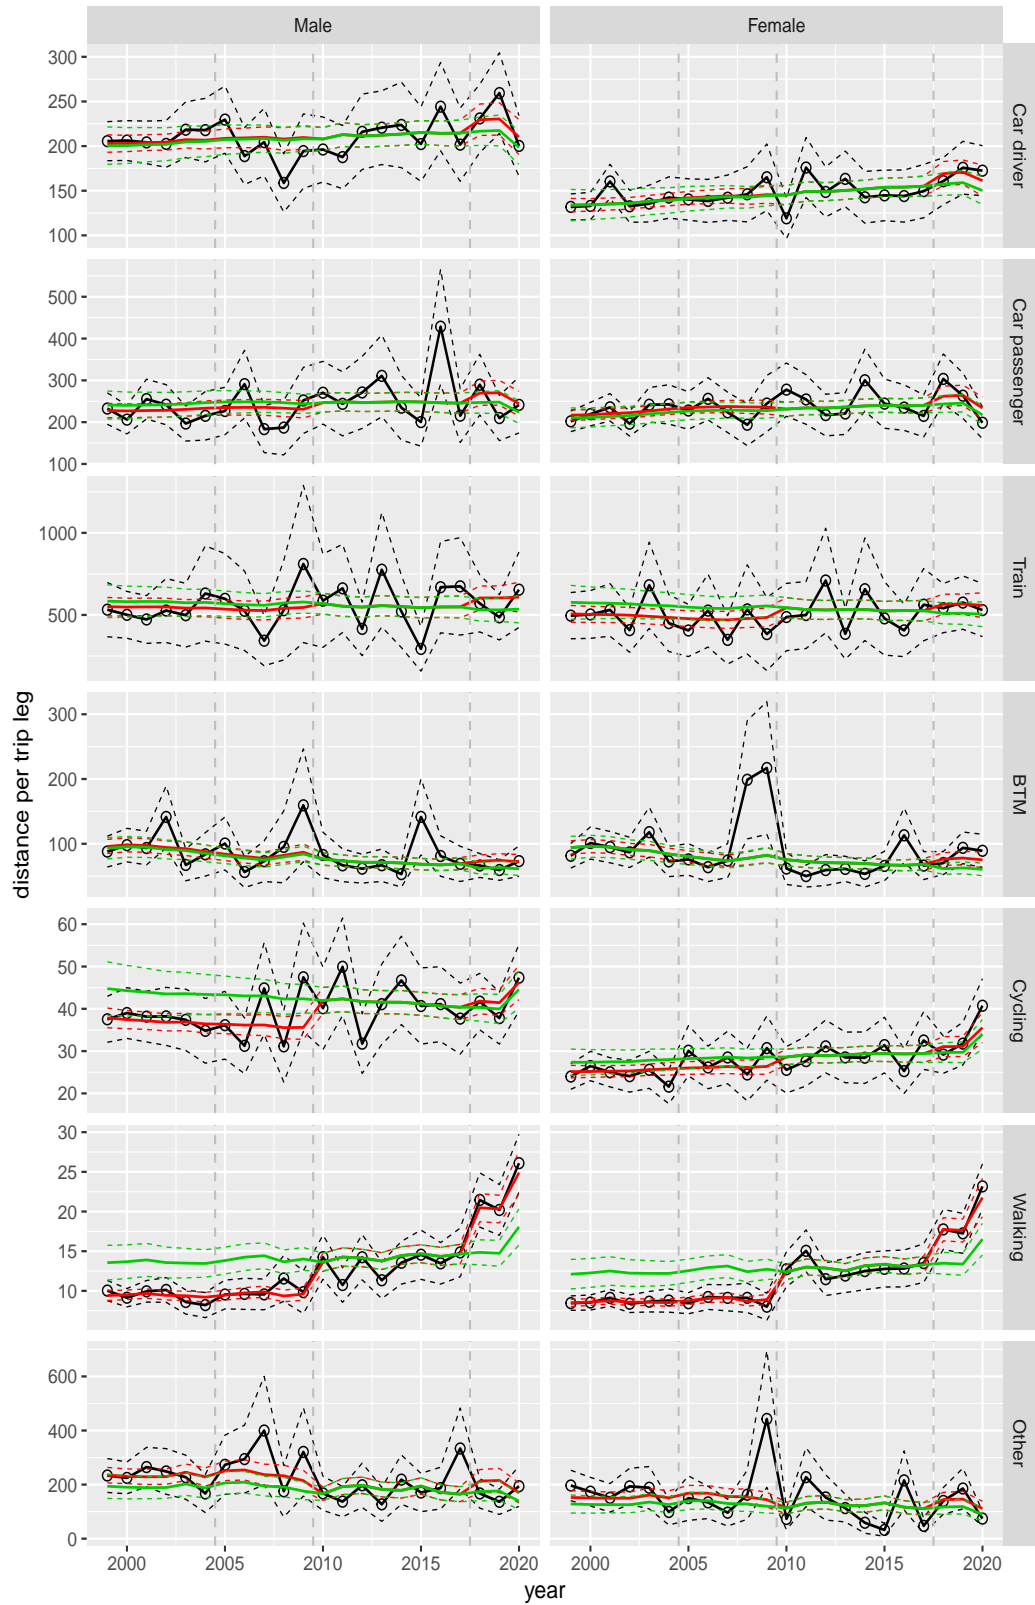 Male
Female
300
250
200
150
100
Car driver
500
400
300
200
100
Car passenger
1000
500
Train
300
200
100
BTM
60
50
40
30
20
Cycling
30
25
20
15
10
Walking
600
400
200
0
Other
distance per trip leg
2000 2005 2010 2015 2020 2000 2005 2010 2015 2020
year